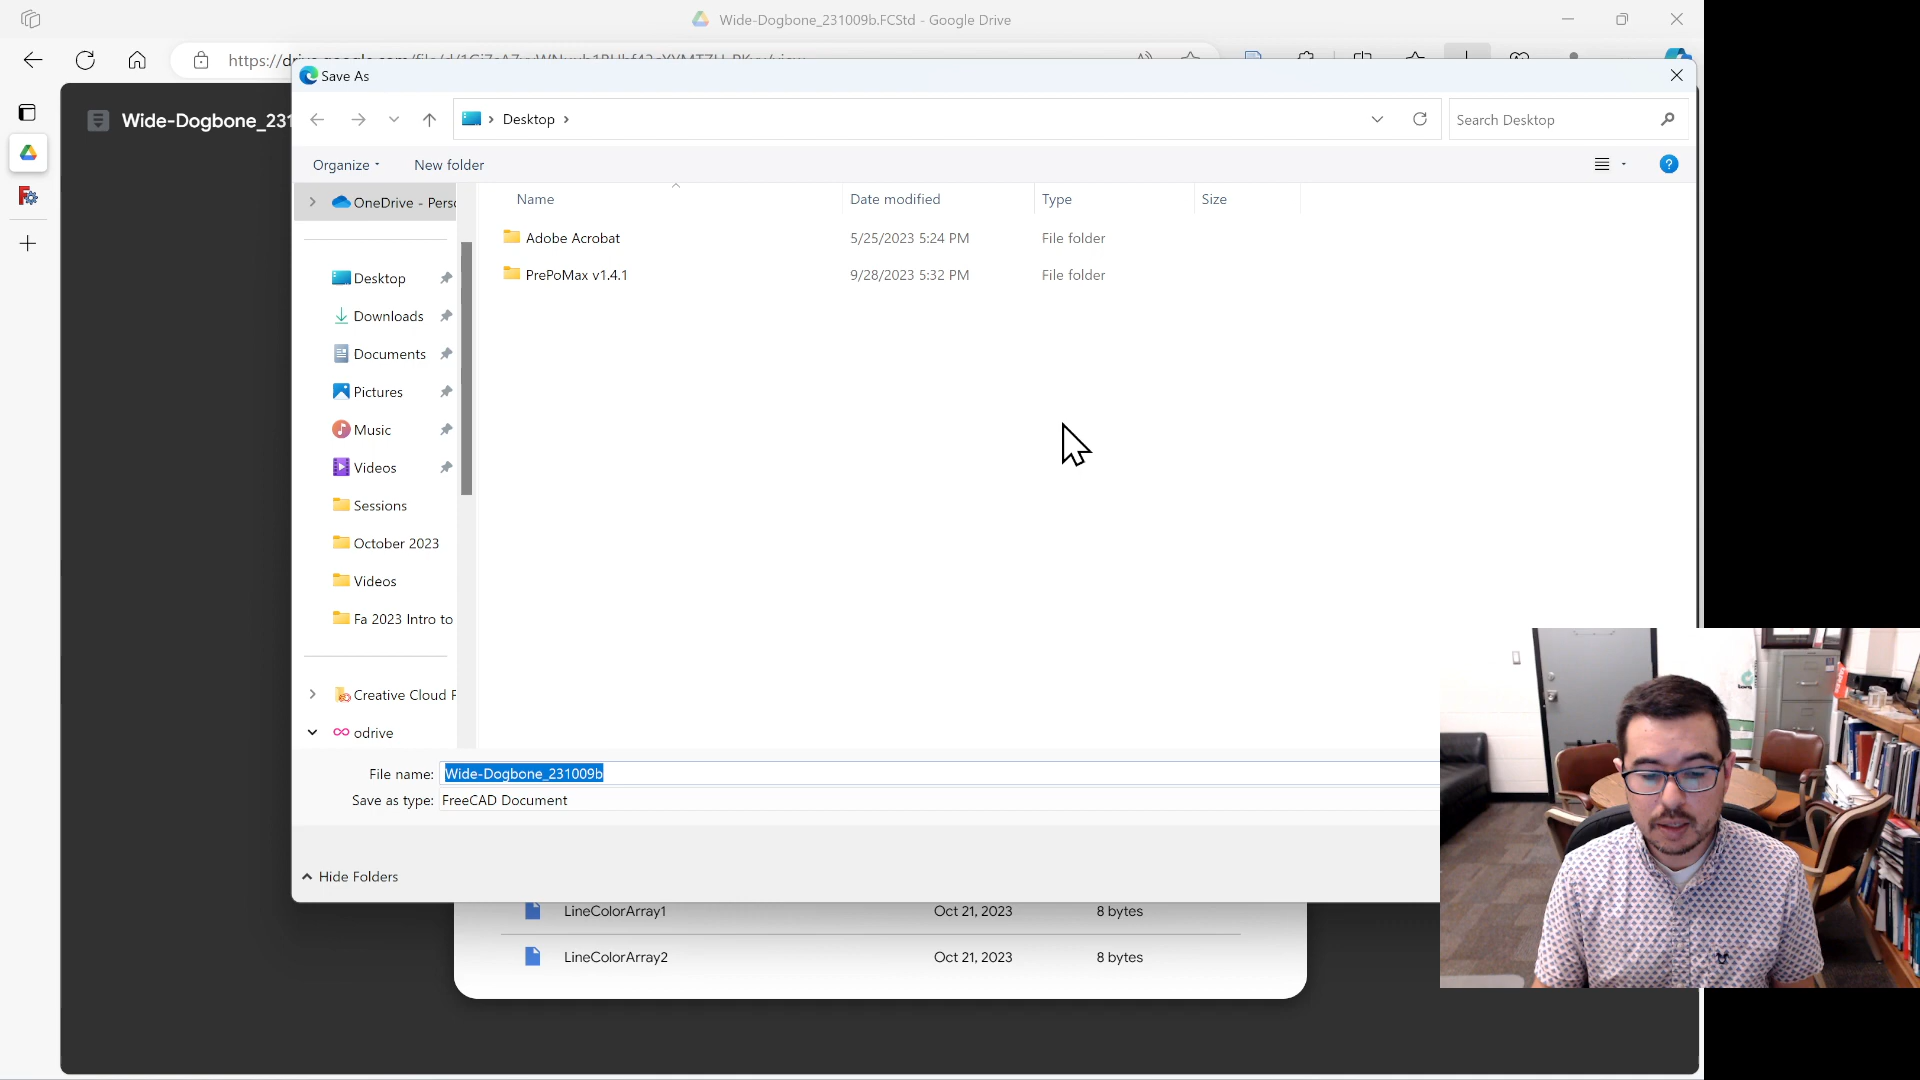 Wide-Dogbone_231009b.FCStd - Google Drive
Save As
Wide-Dogbone_231
Desktop
Search Desktop
Organize
New folder
Name
Date modified
Type
Size
OneDrive - Pers
Adobe Acrobat
5/25/2023 5:24 PM
File folder
PrePoMax v1.4.1
9/28/2023 5:32 PM
File folder
Desktop
Downloads
Documents
Pictures
Music
Videos
Sessions
October 2023
Videos
Fa 2023 Intro to
Creative Cloud F
odrive
File name: Wide-Dogbone_231009b
Save as type: FreeCAD Document
Hide Folders
LineColorArray1
Oct 21, 2023
8 bytes
LineColorArray2
Oct 21, 2023
8 bytes